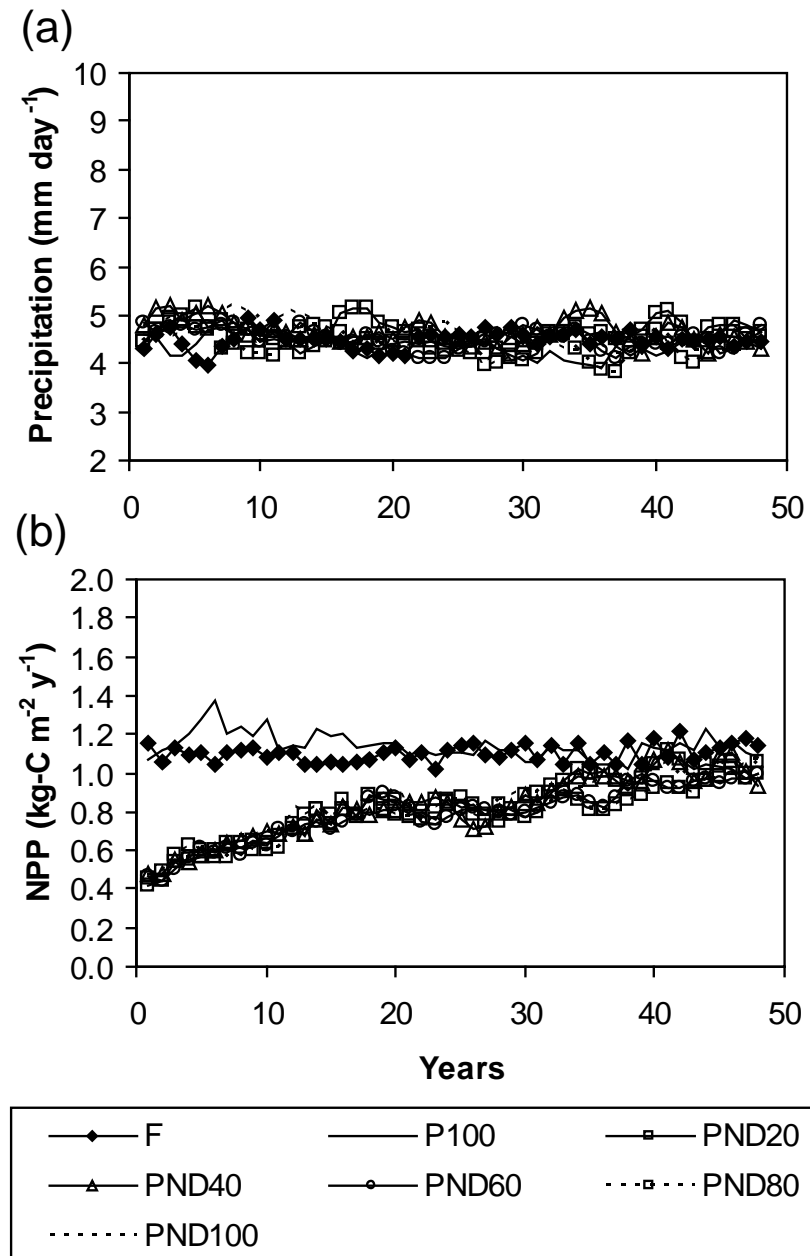 (a)
Precipitation (mm day-1)
10
9
8
7
6
5
4
3
2
0 10 20 30 40 50
(b)
NPP (kg-C m-2 y-1)
2.0
1.8
1.6
1.4
1.2
1.0
0.8
0.6
0.4
0.2
0.0
0 10 20 30 40 50
Years
F P100 PND20
PND40 PND60 PND80
PND100